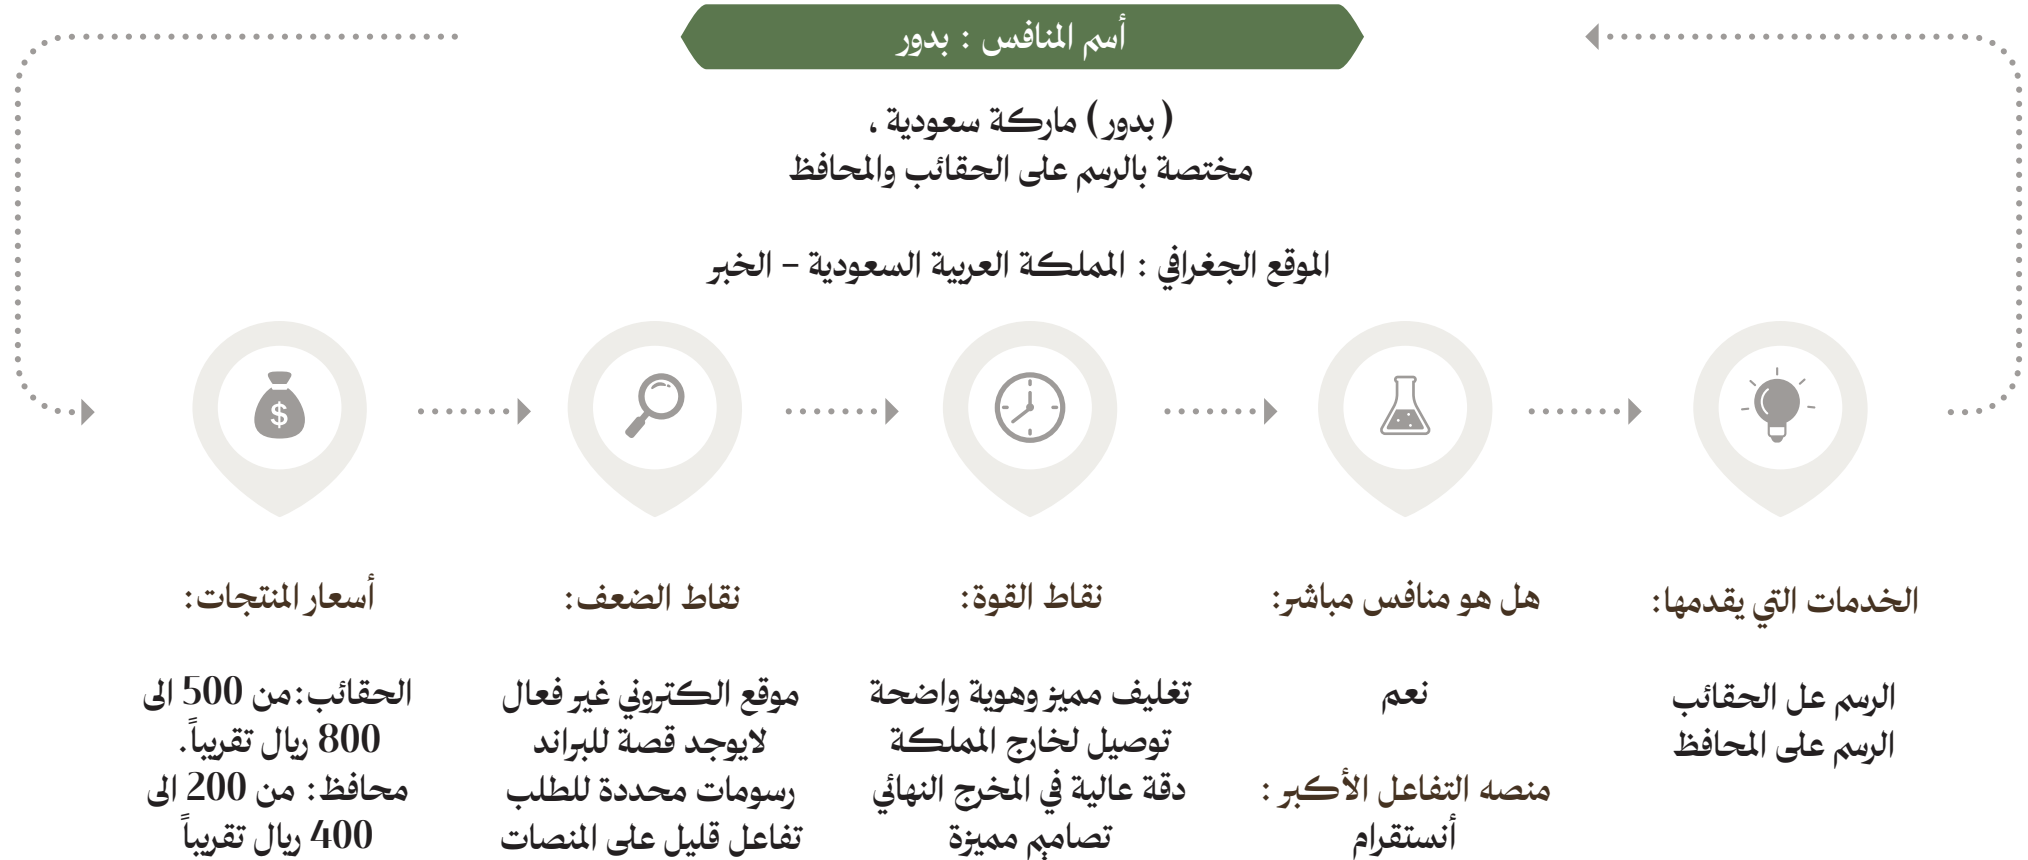 أسم المنافس : بدور
(بدور) ماركة سعودية ،
مختصة بالرسم على الحقائب والمحافظ
الموقع الجغرافي : المملكة العربية السعودية - الخبر
الخدمات التي يقدمها:
الرسم عل الحقائب
الرسم على المحافظ
هل هو منافس مباشر:
نعم
منصه التفاعل الأكبر :
أنستقرام
نقاط القوة:
تغليف مميز وهوية واضحة
توصيل لخارج المملكة
دقة عالية في المخرج النهائي
تصاميم مميزة
نقاط الضعف:
موقع الكتروني غير فعال
لايوجد قصة للبراند
رسومات محددة للطلب
تفاعل قليل على المنصات
أسعار المنتجات:
الحقائب:من 500 الى
800 ريال تقريباً.
محافظ: من 200 الى
400 ريال تقريباً
$